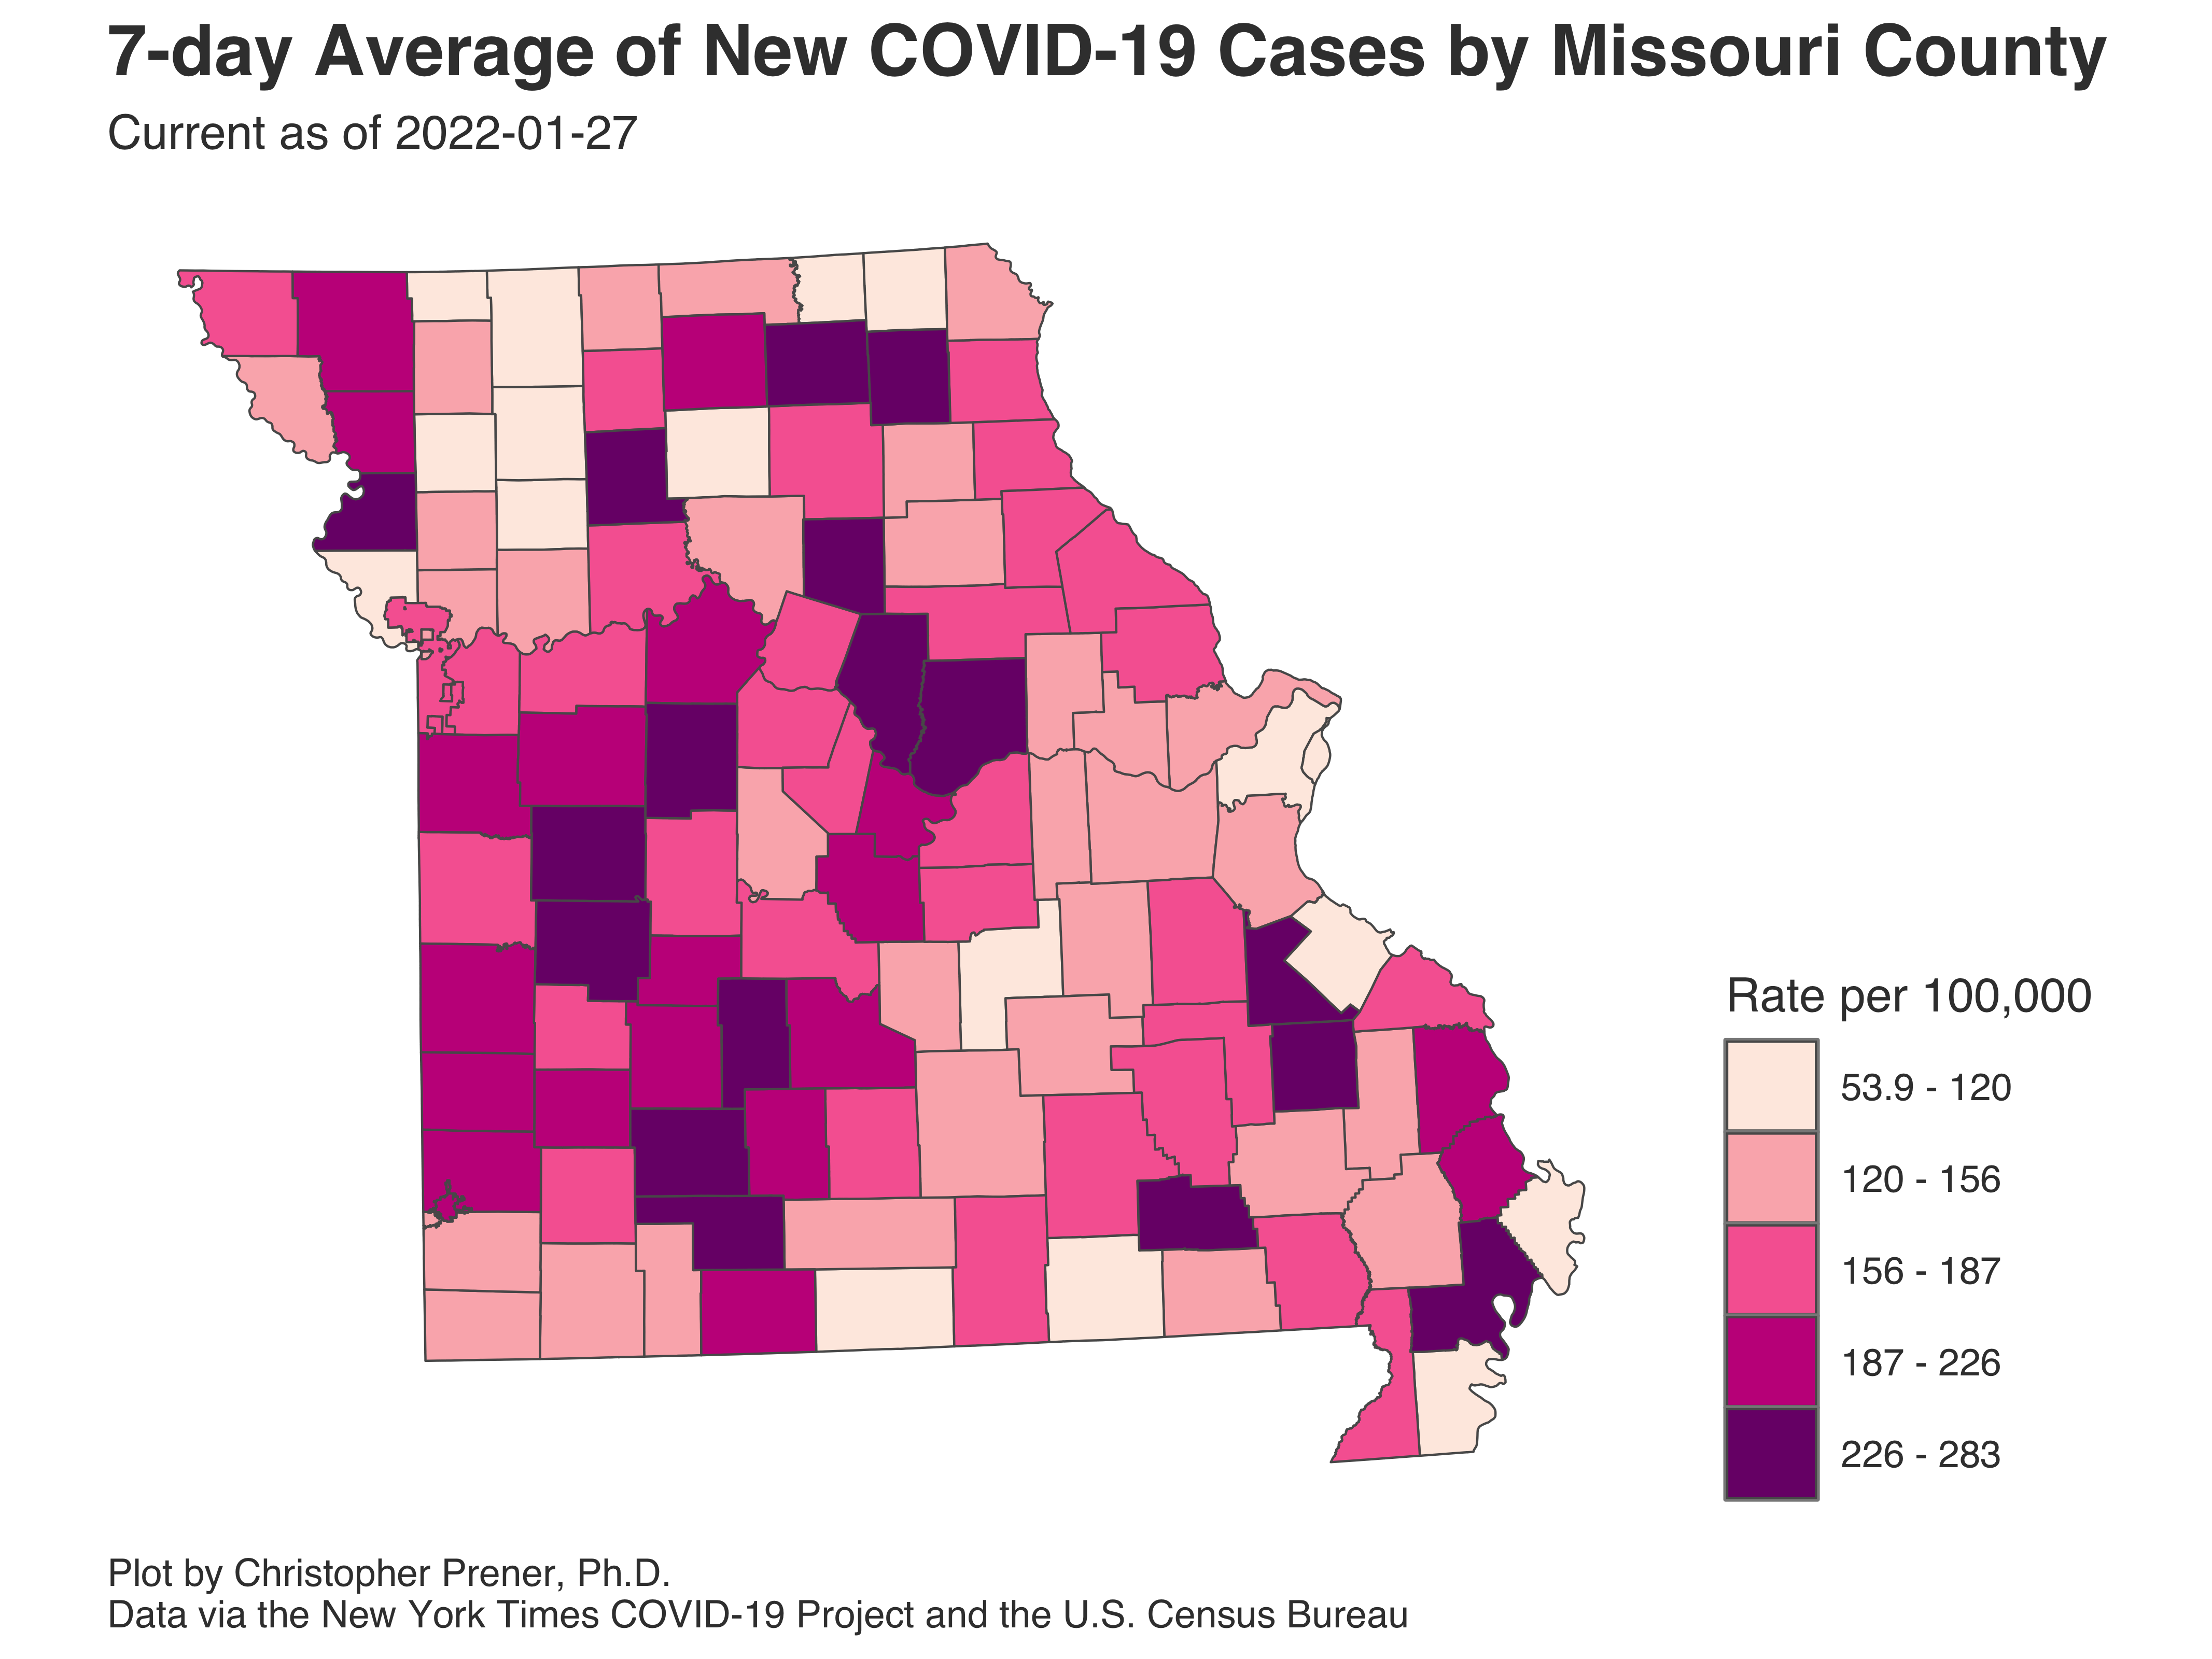 7-day Average of New COVID-19 Cases by Missouri County
Current as of 2022-01-27
Rate per 100,000
53.9 - 120
120 - 156
156 - 187
187 - 226
226 - 283
Plot by Christopher Prener, Ph.D.
Data via the New York Times COVID-19 Project and the U.S. Census Bureau